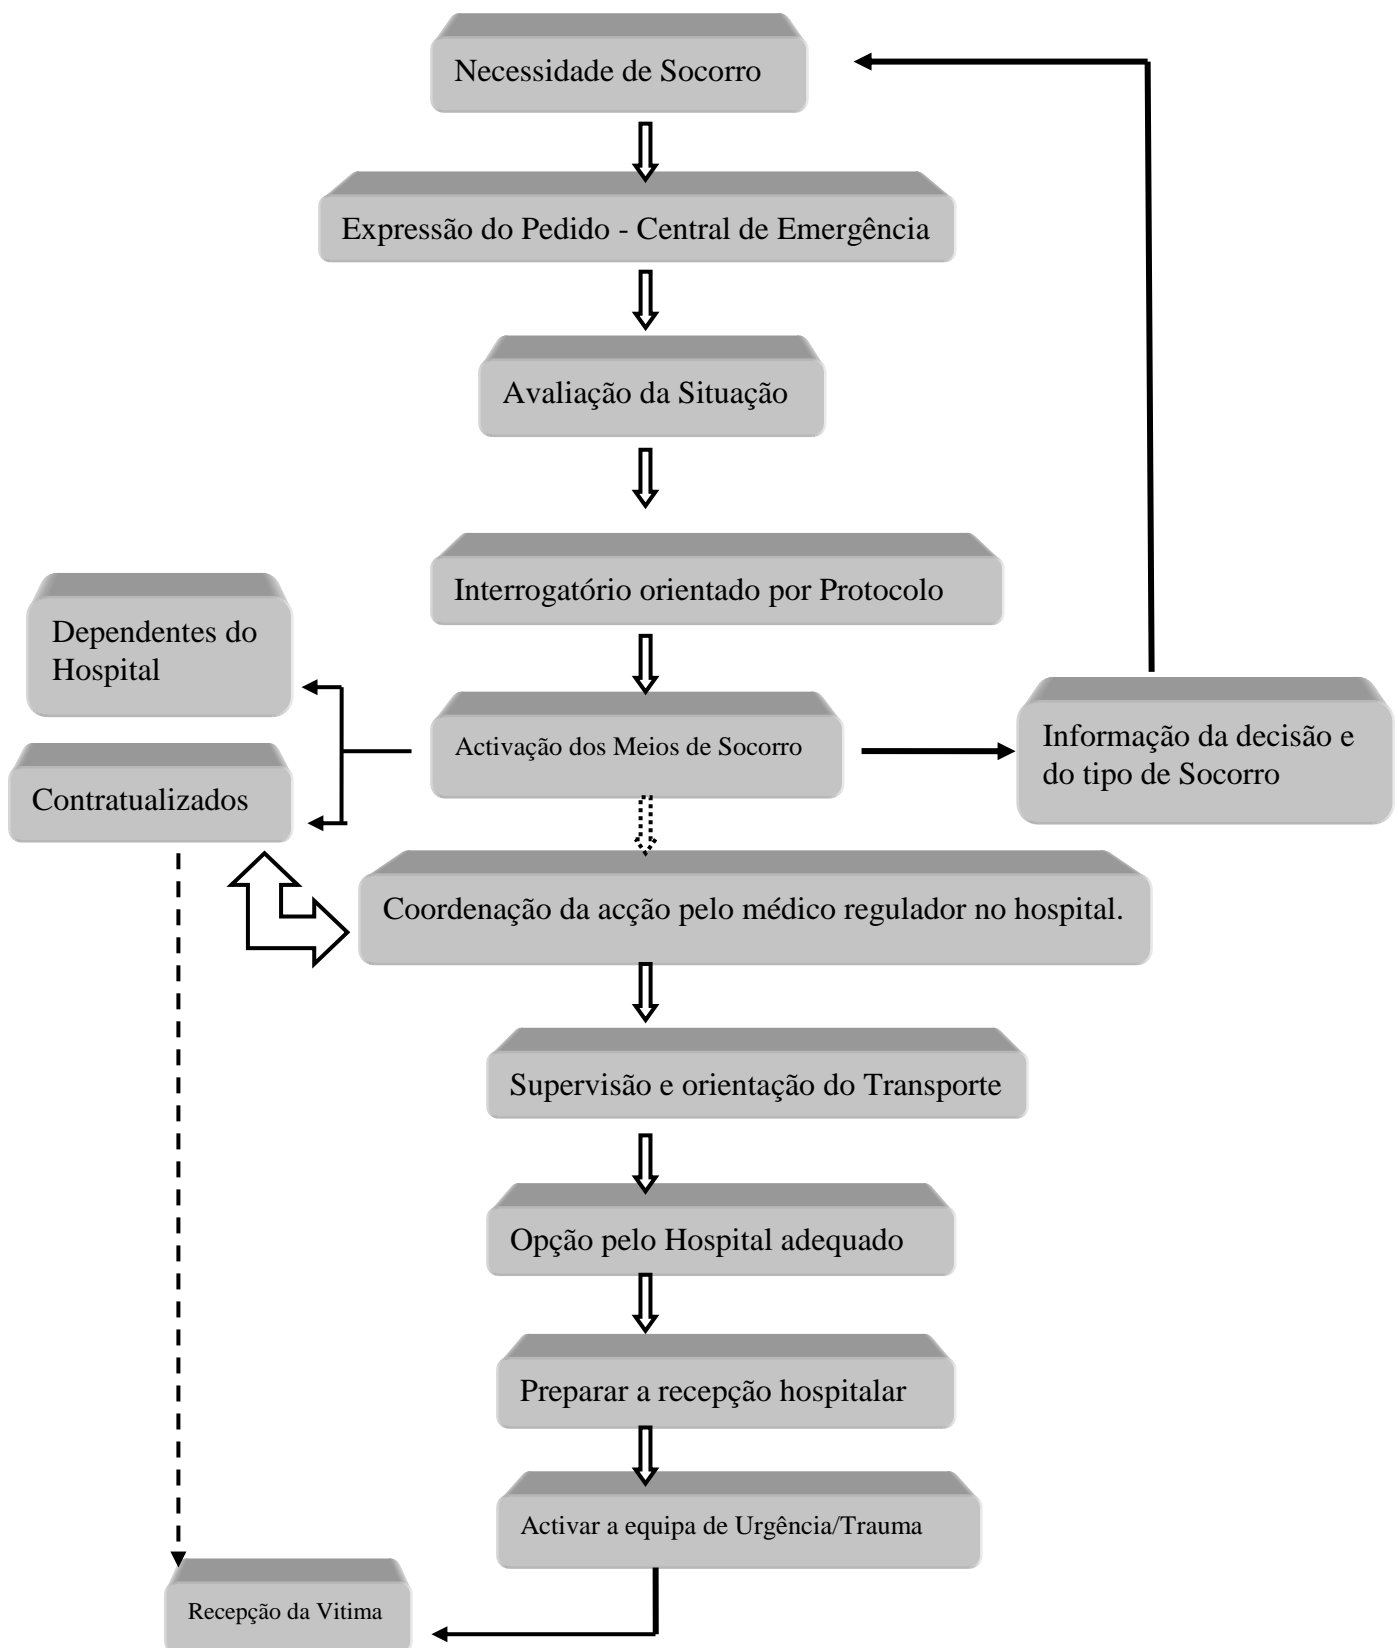 Necessidade de Socorro
Expressão do Pedido - Central de Emergência
Avaliação da Situação
Interrogatório orientado por Protocolo
Dependentes do
Hospital
Activação dos Meios de Socorro
Informação da decisão e
do tipo de Socorro
Contratualizados
Coordenação da acção pelo médico regulador no hospital.
Supervisão e orientação do Transporte
Opção pelo Hospital adequado
Preparar a recepção hospitalar
Activar a equipa de Urgência/Trauma
Recepção da Vitima